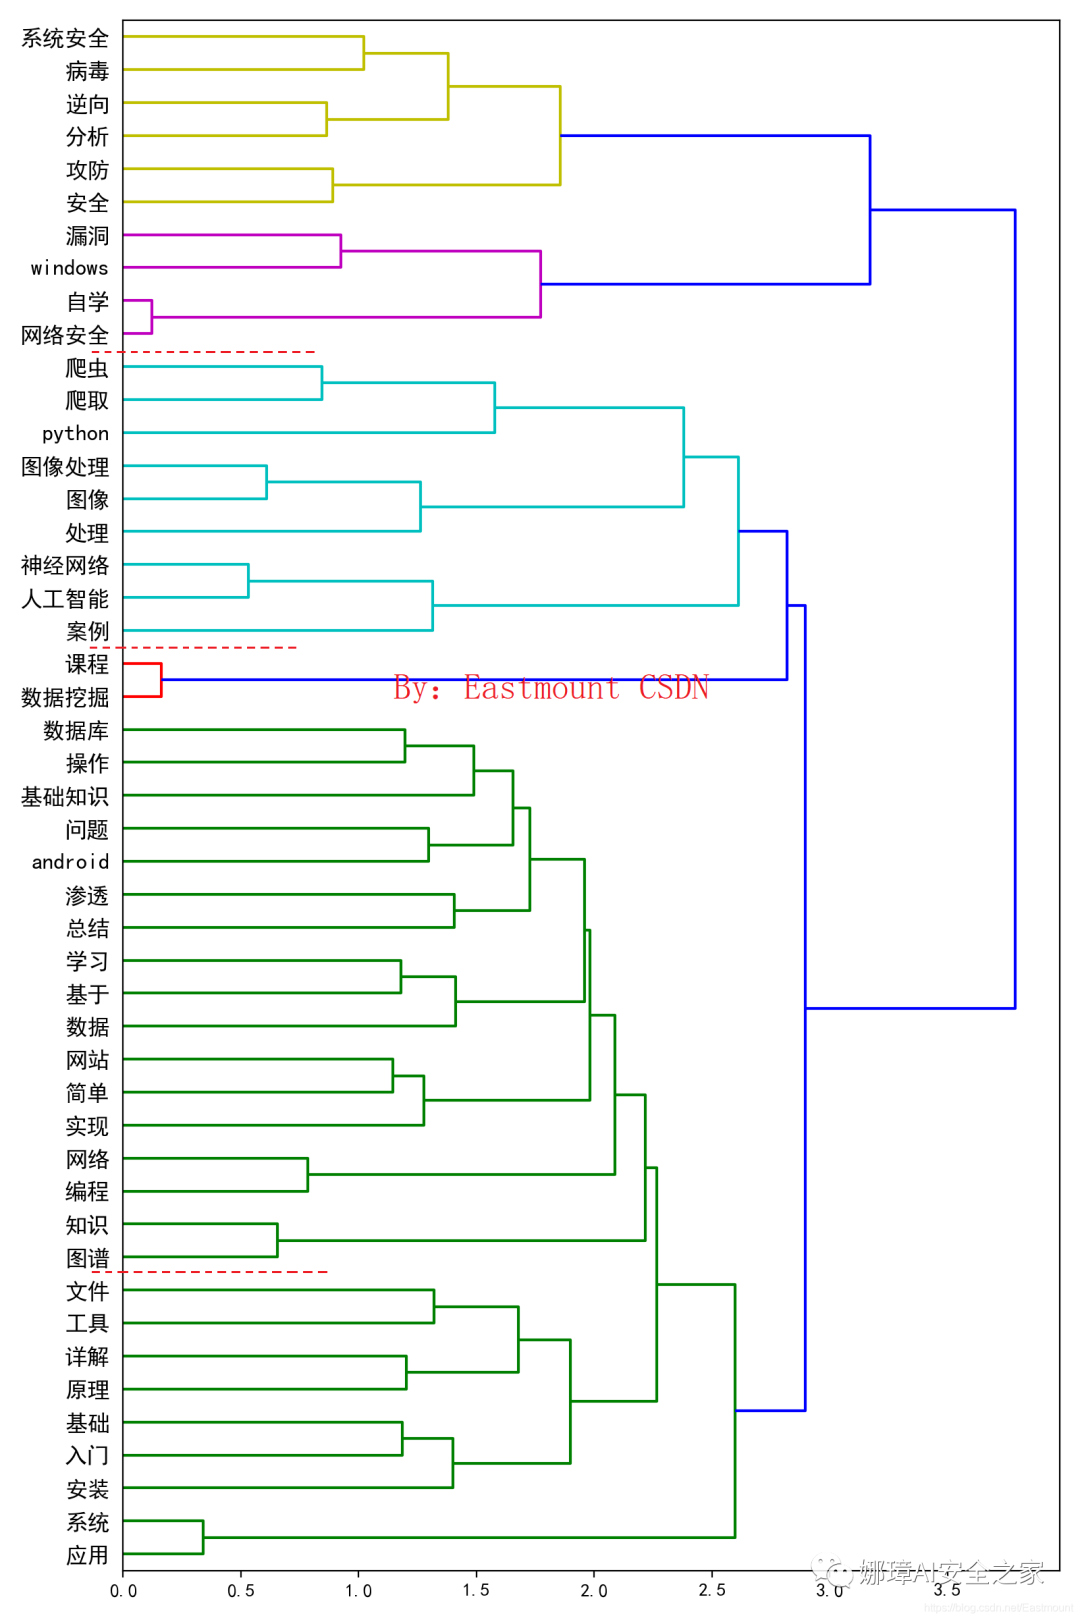 系统安全
病毒
逆向
分析
攻防
安全
漏洞
windows
自学
网络安全
爬虫
爬取
python
图像处理
图像
处理
神经网络
人工智能
案例
课程
By: Eastmount CSDN
数据挖掘
数据库
操作
基础知识
问题
android
渗透
总结
学习
基于
数据
网站
简单
实现
网络
编程
知识
图谱
文件
工具
详解
原理
基础
入门
安装
系统
应用
娜璋AI安全之家
0.0 0.5 1.0 1.5 2.0 2.5 3.0 3.5
https://blog.csdn.net/Eastmount